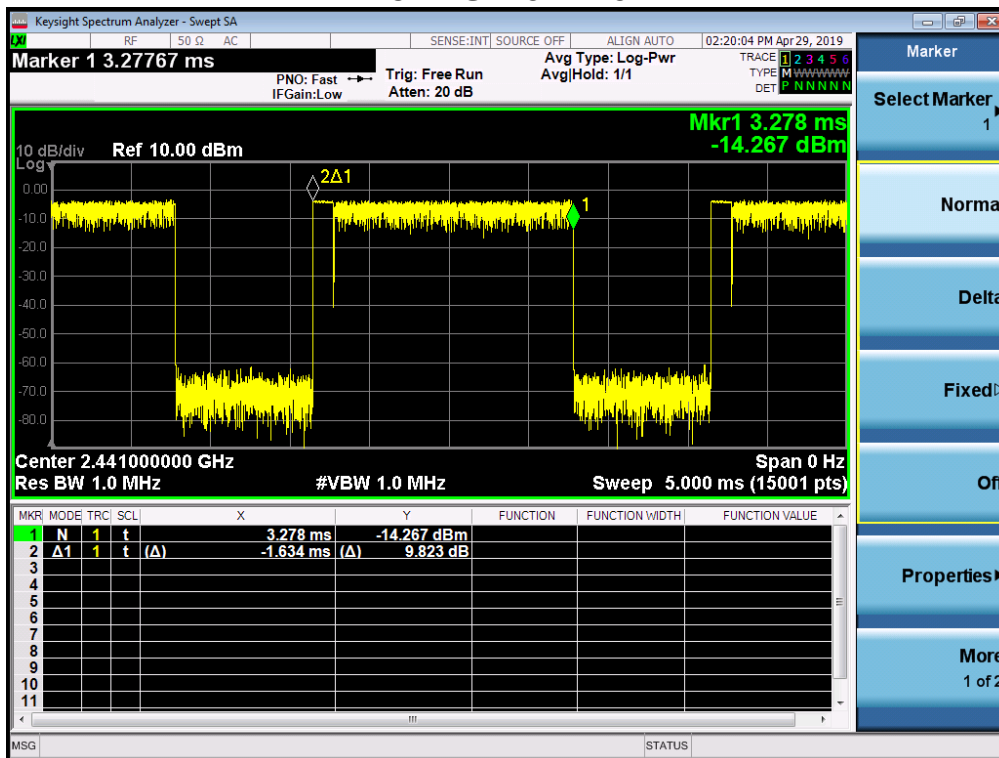 Keysight Spectrum Analyzer - Swept SA
LXI RF 50 Ω AC SENSE:INT SOURCE OFF ALIGN AUTO 02:20:04 PM Apr 29, 2019
Marker 1 3.27767 ms
PNO: Fast
IFGain:Low
Trig: Free Run
Atten: 20 dB
Avg Type: Log-Pwr
Avg|Hold: 1/1
TRACE 1 2 3 4 5 6
TYPE M W W W W W
DET P N N N N N
Mkr1 3.278 ms
-14.267 dBm
10 dB/div Ref 10.00 dBm
Log
2Δ1
1
0.00
-10.0
-20.0
-30.0
-40.0
-50.0
-60.0
-70.0
-80.0
Center 2.441000000 GHz Span 0 Hz
Res BW 1.0 MHz #VBW 1.0 MHz Sweep 5.000 ms (15001 pts)
MKR MODE TRC SCL X Y FUNCTION FUNCTION WIDTH FUNCTION VALUE
1 N 1 t 3.278 ms -14.267 dBm
2 Δ1 1 t (Δ) -1.634 ms (Δ) 9.823 dB
3
4
5
6
7
8
9
10
11
MSG STATUS
Marker
Select Marker
1
Norma
Delta
Fixed
Of
Properties
More
1 of 2